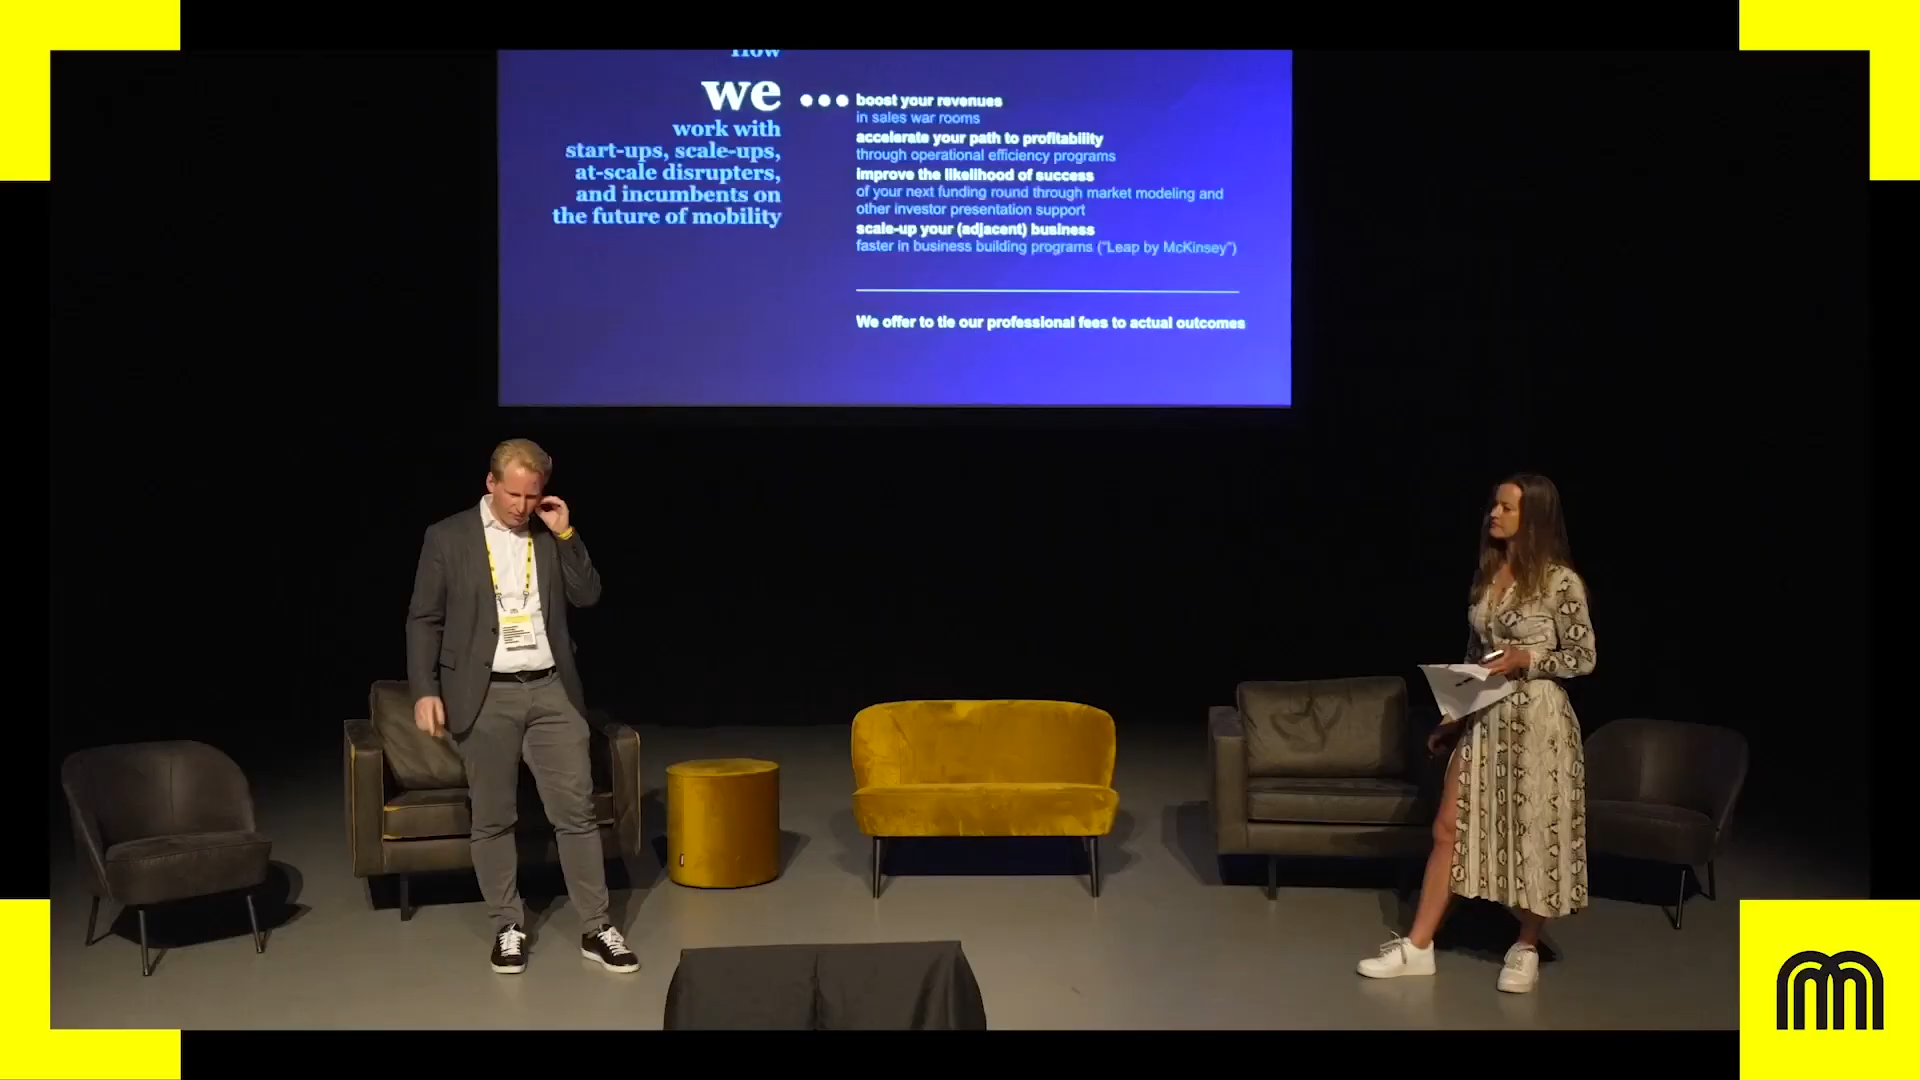 how
we
work with
start-ups, scale-ups,
at-scale disrupters,
and incumbents on
the future of mobility
boost your revenues
in sales war rooms
accelerate your path to profitability
through operational efficiency programs
improve the likelihood of success
of your next funding round through market modeling and
other investor presentation support
scale-up your (adjacent) business
faster in business building programs ("Leap by McKinsey")
We offer to tie our professional fees to actual outcomes